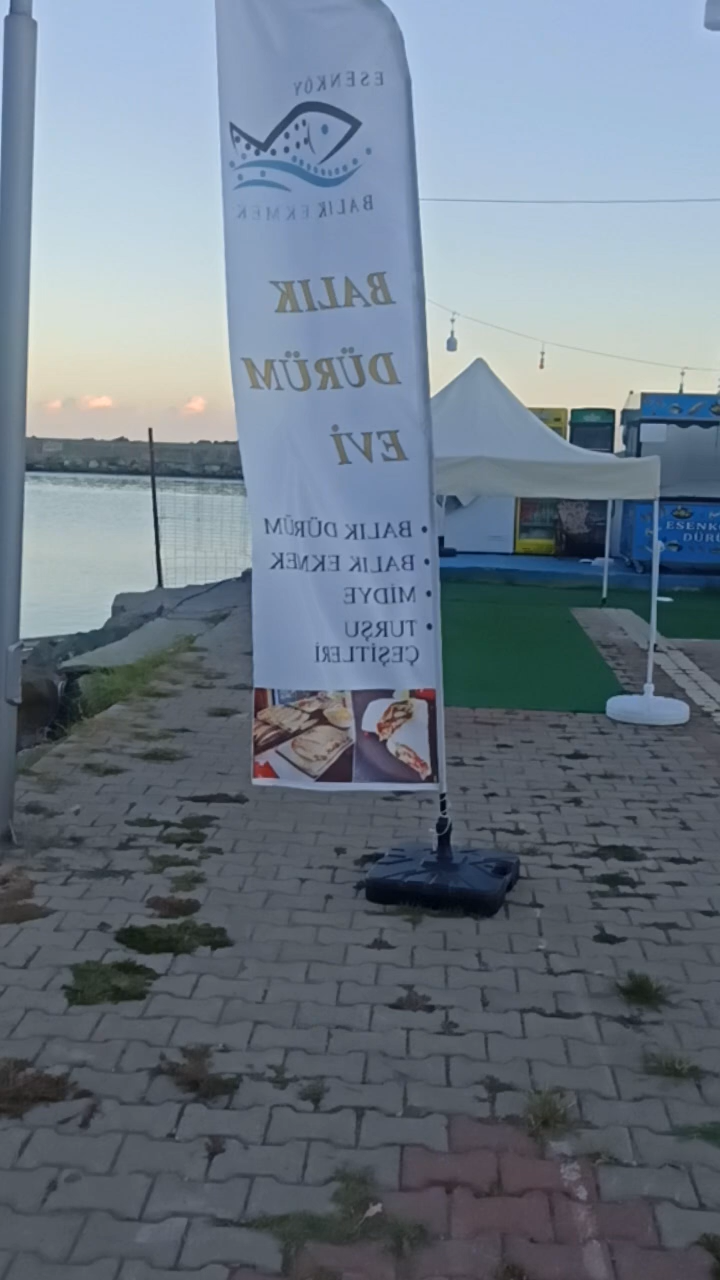 ESENKÖY
BALIK EKMEK
BALIK
DÜRÜM
EVİ
• BALIK DÜRÜM
• BALIK EKMEK
• MİDYE
• TURŞU
ÇEŞİTLERİ